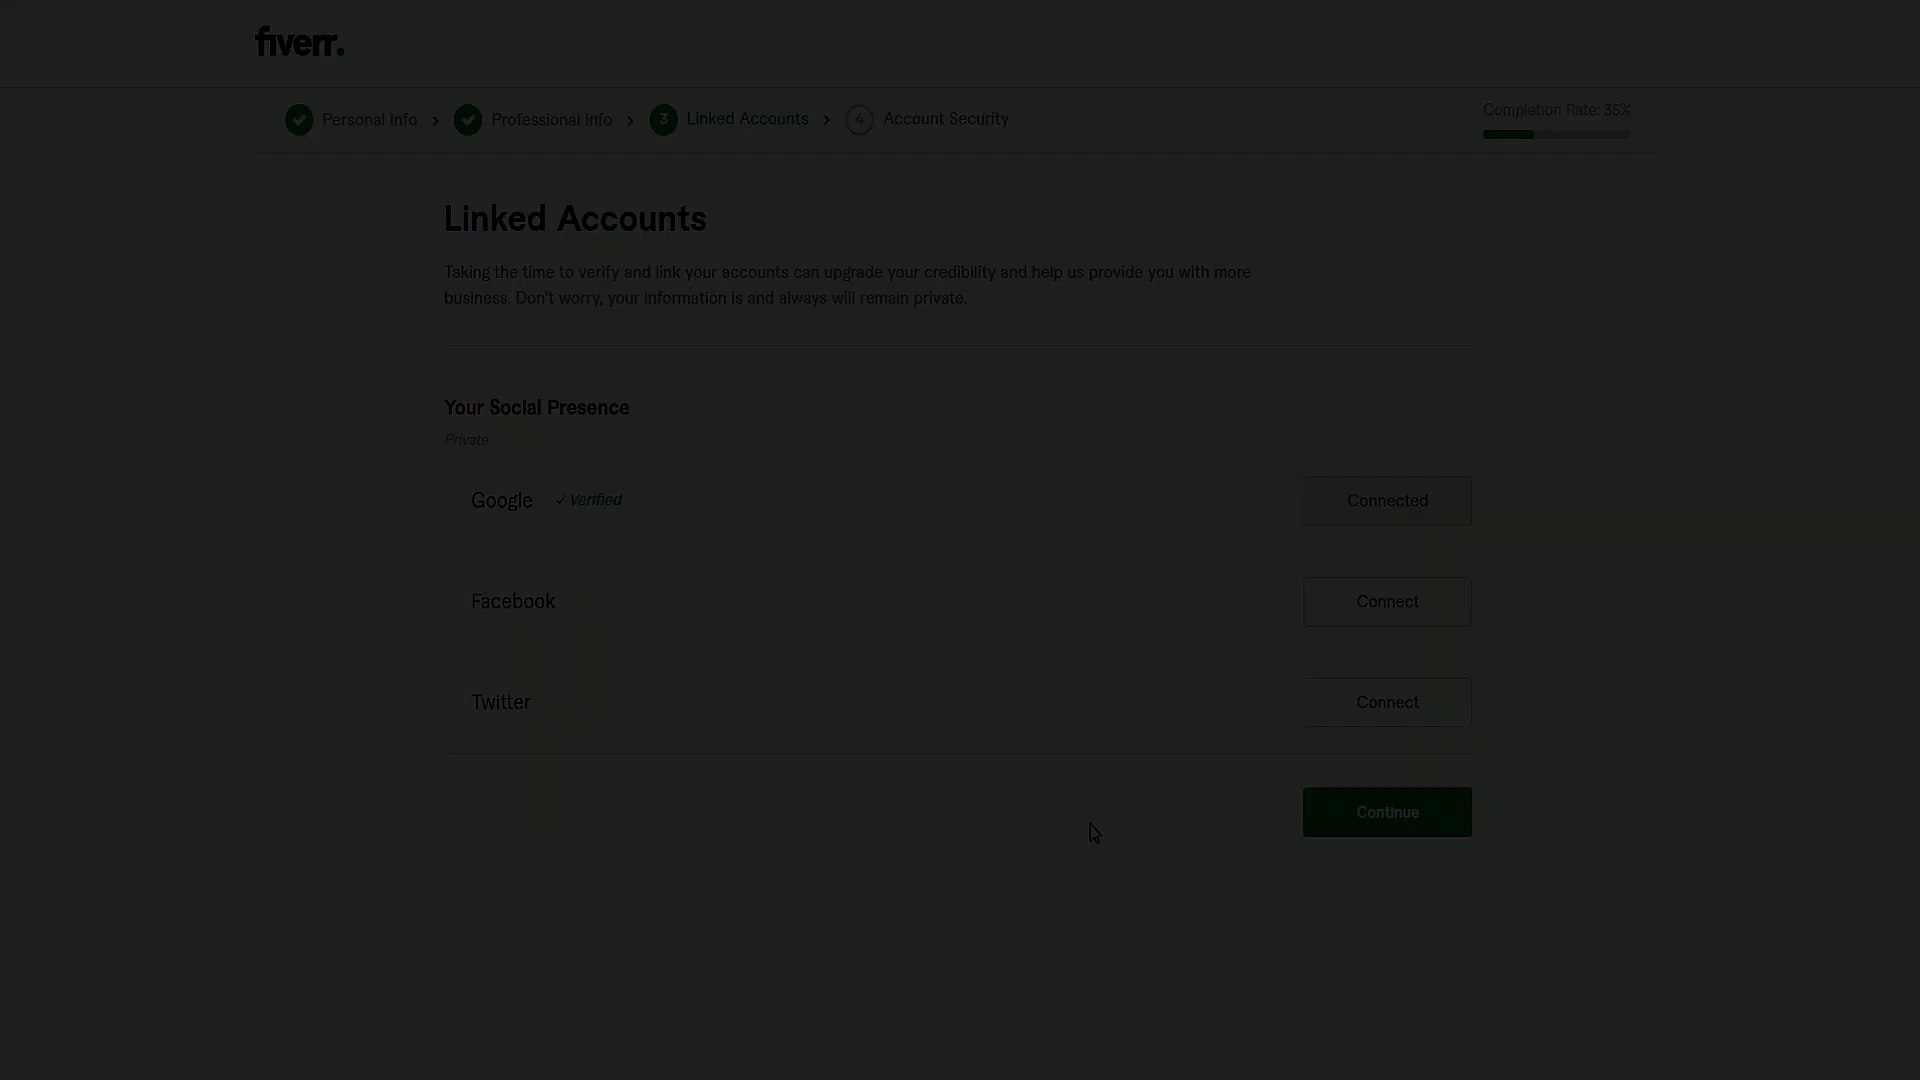 fiverr.
Personal Info
Professional Info
3 Linked Accounts
4 Account Security
Completion Rate: 35%
Linked Accounts
Taking the time to verify and link your accounts can upgrade your credibility and help us provide you with more
business. Don't worry, your information is and always will remain private.
Your Social Presence
Private
Google ✓ Verified
Connected
Facebook
Connect
Twitter
Connect
Continue